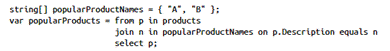 string[] popularProductNames = { "A", "B" };
var popularProducts = from p in products
join n in popularProductNames on p.Description equals n
select p;